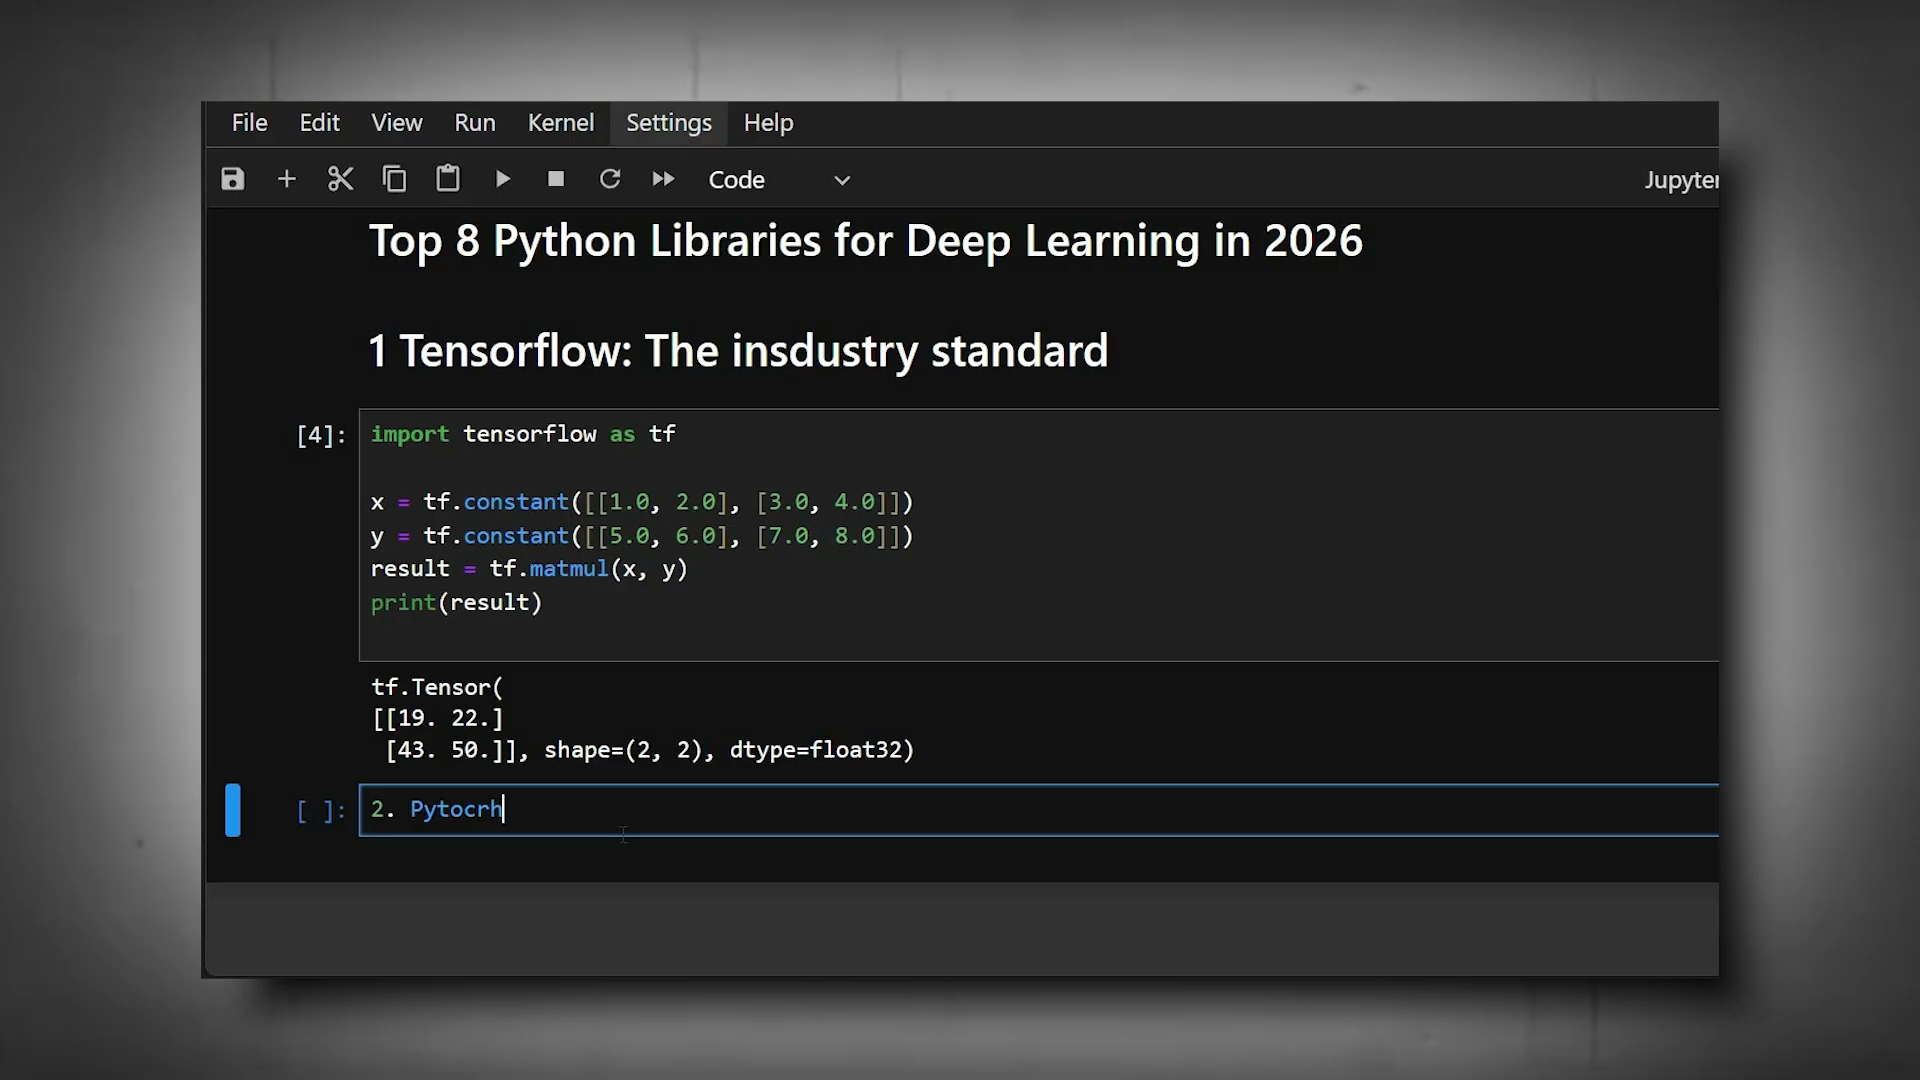 File Edit View Run Kernel Settings Help
Code
Jupyter
Top 8 Python Libraries for Deep Learning in 2026
1 Tensorflow: The insdustry standard
[4]:
import tensorflow as tf
x = tf.constant([[1.0, 2.0], [3.0, 4.0]])
y = tf.constant([[5.0, 6.0], [7.0, 8.0]])
result = tf.matmul(x, y)
print(result)
tf.Tensor(
[[19. 22.]
[43. 50.]], shape=(2, 2), dtype=float32)
[ ]: 2. Pytocrh